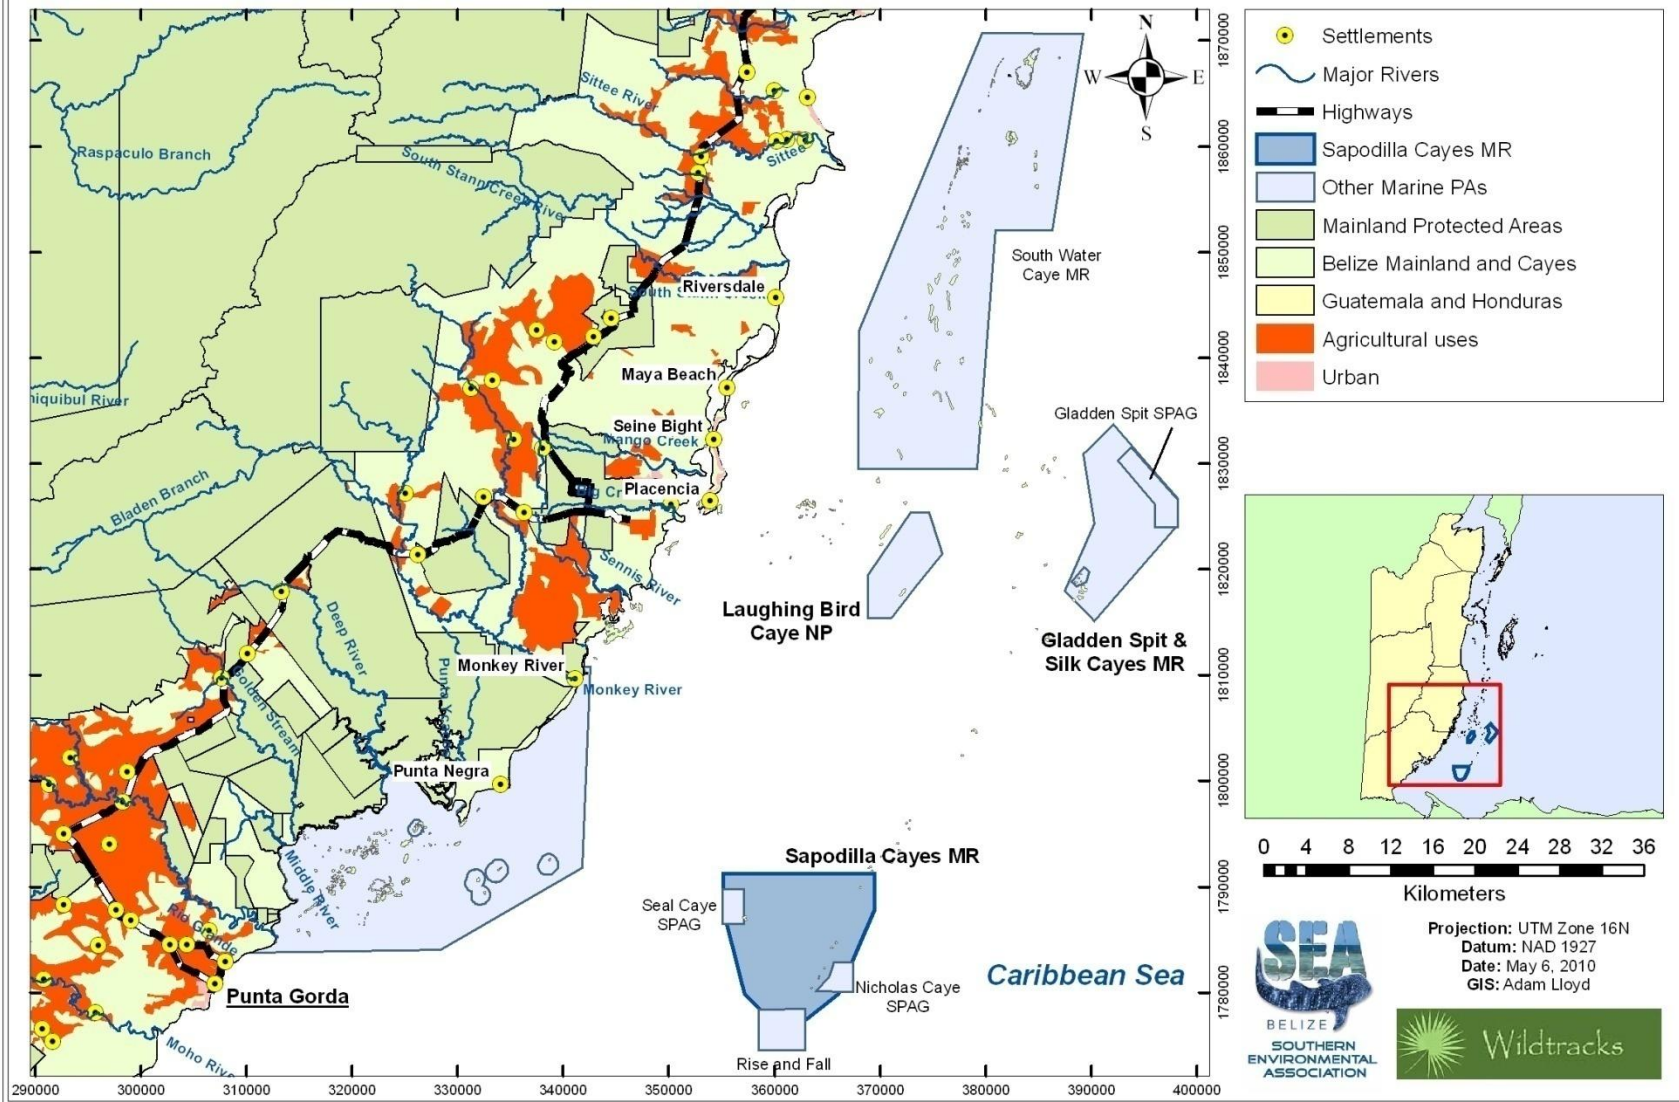 N
W
E
S
Sittee River
Raspaculo Branch
South Stann Creek River
Sittee
South Water
Caye MR
Riversdale
South Stann Creek
Maya Beach
Gladden Spit SPAG
Seine Bight
Mango Creek
Placencia
Bladen Branch
Sennis River
Laughing Bird
Caye NP
Gladden Spit &
Silk Cayes MR
Deep River
Monkey River
Monkey River
Golden Stream
Punta Negra
Sapodilla Cayes MR
Middle River
Seal Caye
SPAG
Rio Grande
Caribbean Sea
Nicholas Caye
SPAG
Punta Gorda
Rise and Fall
290000
300000
310000
320000
330000
340000
350000
360000
370000
380000
390000
400000
1870000
1860000
1850000
1840000
1830000
1820000
1810000
1800000
1790000
1780000
Settlements
Major Rivers
Highways
Sapodilla Cayes MR
Other Marine PAs
Mainland Protected Areas
Belize Mainland and Cayes
Guatemala and Honduras
Agricultural uses
Urban
0 4 8 12 16 20 24 28 32 36
Kilometers
SEA
BELIZE
SOUTHERN
ENVIRONMENTAL
ASSOCIATION
Projection: UTM Zone 16N
Datum: NAD 1927
Date: May 6, 2010
GIS: Adam Lloyd
Wildtracks